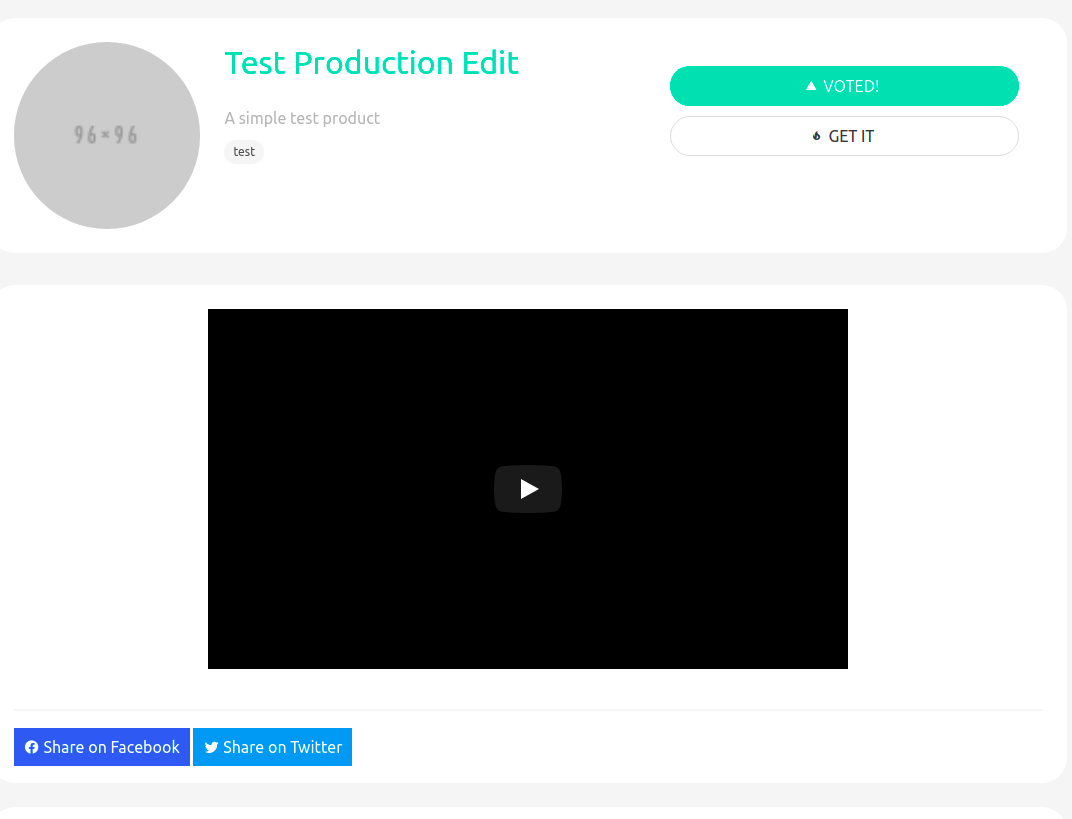 96×96
Test Production Edit
A simple test product
test
VOTED!
GET IT
Share on Facebook
Share on Twitter